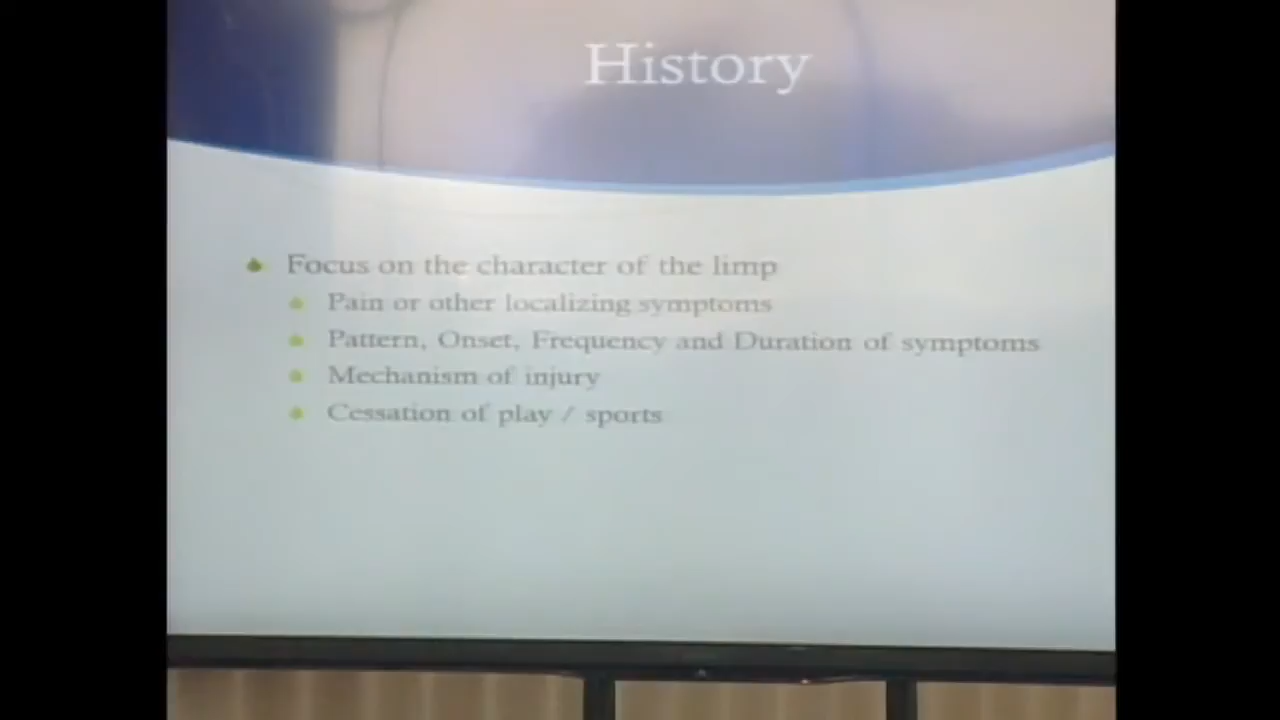 History
Focus on the character of the limp
Pain or other localizing symptoms
Pattern, Onset, Frequency and Duration of symptoms
Mechanism of injury
Cessation of play / sports